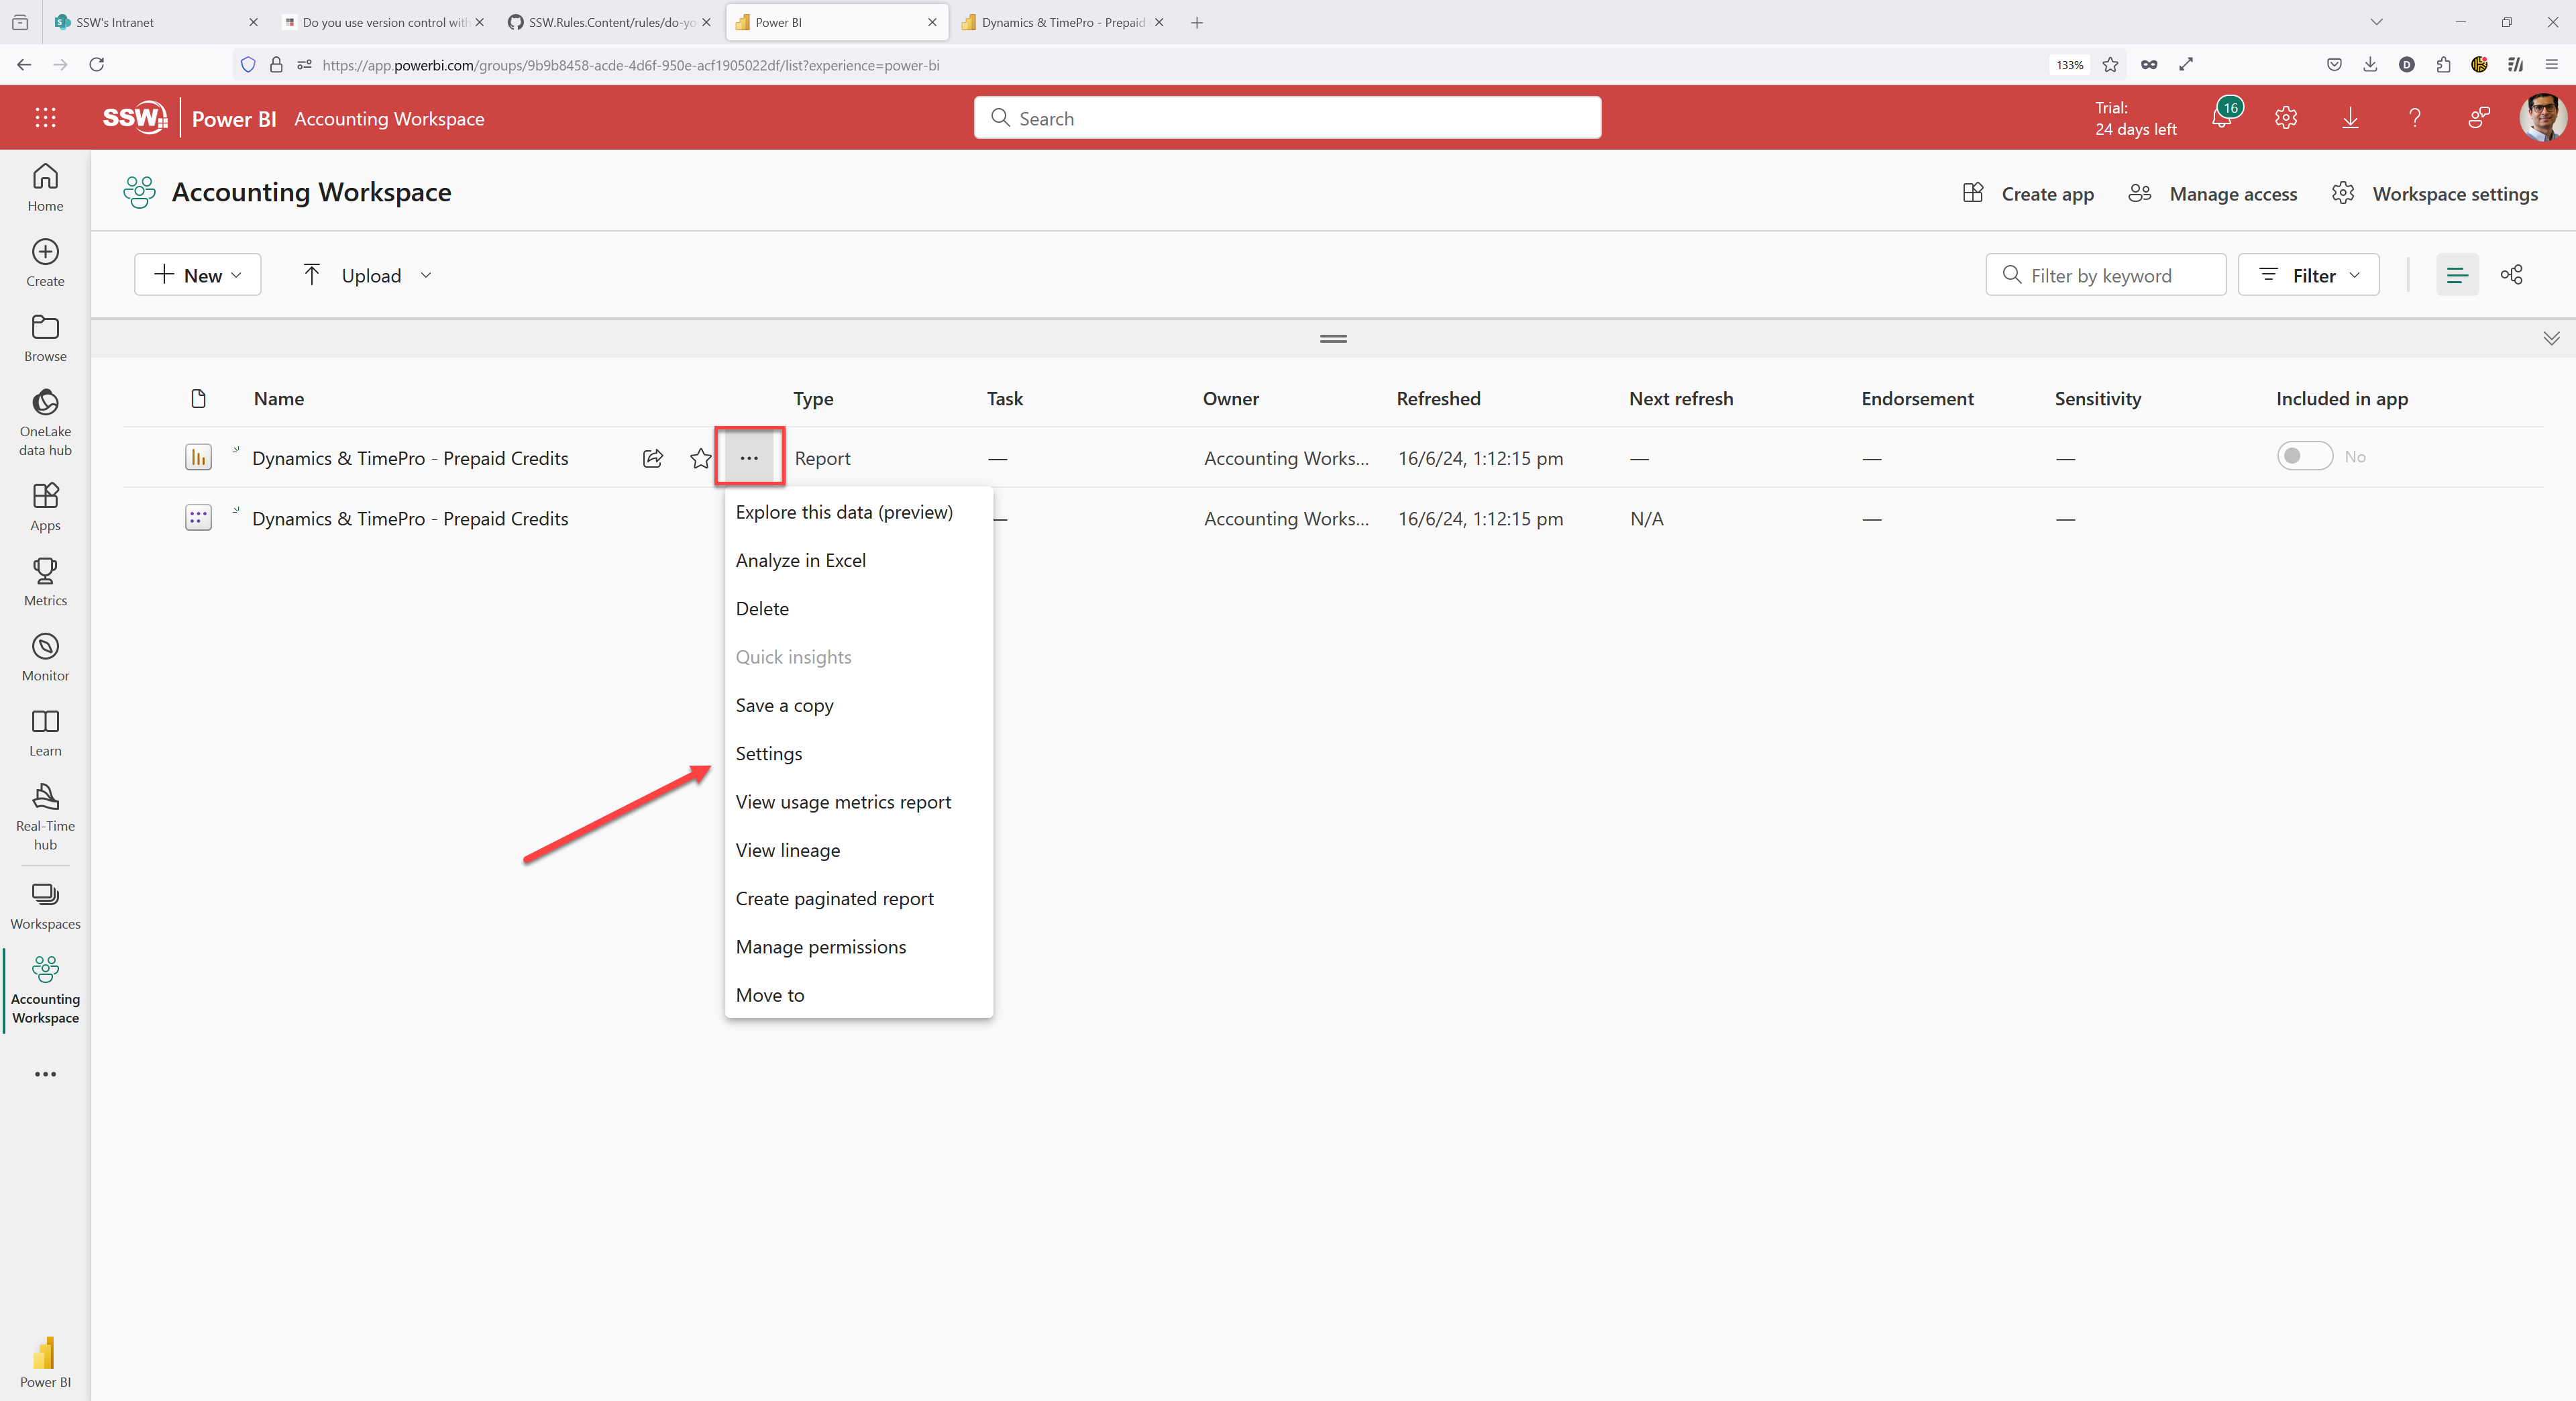 SSW's Intranet
Do you use version control with
SSW.Rules.Content/rules/do-yo
Power BI
Dynamics & TimePro - Prepaid
https://app.powerbi.com/groups/9b9b8458-acde-4d6f-950e-acf1905022df/list?experience=power-bi
133%
D
SSW
Power BI
Accounting Workspace
Search
Trial:
24 days left
16
Home
Create
Browse
OneLake
data hub
Apps
Metrics
Monitor
Learn
Real-Time
hub
Workspaces
Accounting
Workspace
Power BI
Accounting Workspace
Create app
Manage access
Workspace settings
New
Upload
Filter by keyword
Filter
Name Type Task Owner Refreshed Next refresh Endorsement Sensitivity Included in app
Dynamics & TimePro - Prepaid Credits ... Report — Accounting Works... 16/6/24, 1:12:15 pm — — — No
Dynamics & TimePro - Prepaid Credits — Accounting Works... 16/6/24, 1:12:15 pm N/A — —
Explore this data (preview)
Analyze in Excel
Delete
Quick insights
Save a copy
Settings
View usage metrics report
View lineage
Create paginated report
Manage permissions
Move to